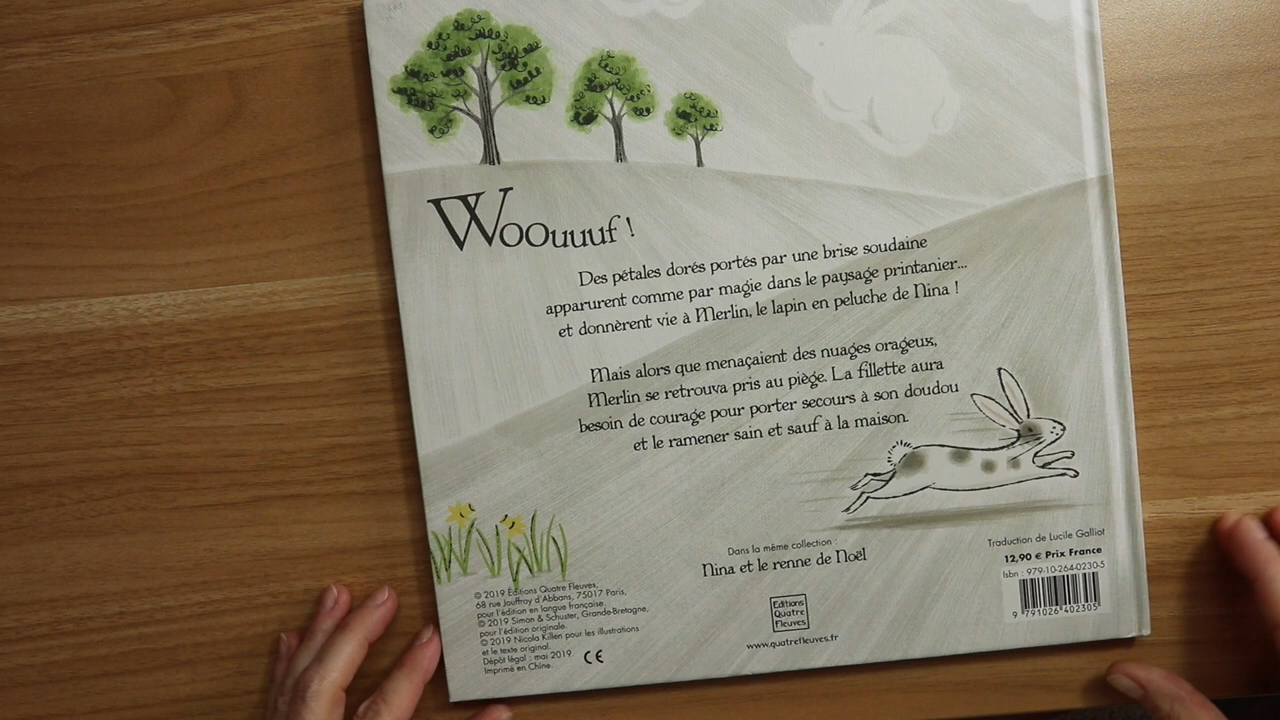 Woouuuf !
Des pétales dorés portés par une brise soudaine
apparurent comme par magie dans le paysage printanier...
et donnèrent vie à Merlin, le lapin en peluche de Nina !
Mais alors que menaçaient des nuages orageux,
Merlin se retrouva pris au piège. La fillette aura
besoin de courage pour porter secours à son doudou
et le ramener sain et sauf à la maison.
Dans la même collection :
Nina et le renne de Noël
© 2019 Éditions Quatre Fleuves,
68 rue Jouffroy d'Abbans, 75017 Paris,
pour l'édition en langue française.
© 2019 Simon & Schuster, Grande-Bretagne,
pour l'édition originale.
© 2019 Nicola Killen pour les illustrations
et le texte original.
Dépôt légal : mai 2019
Imprimé en Chine.
CE
Editions
Quatre
Fleuves
www.quatrefleuves.fr
Traduction de Lucile Galliot
12,90 € Prix France
Isbn : 979-10-264-0230-5
9 791026 402305